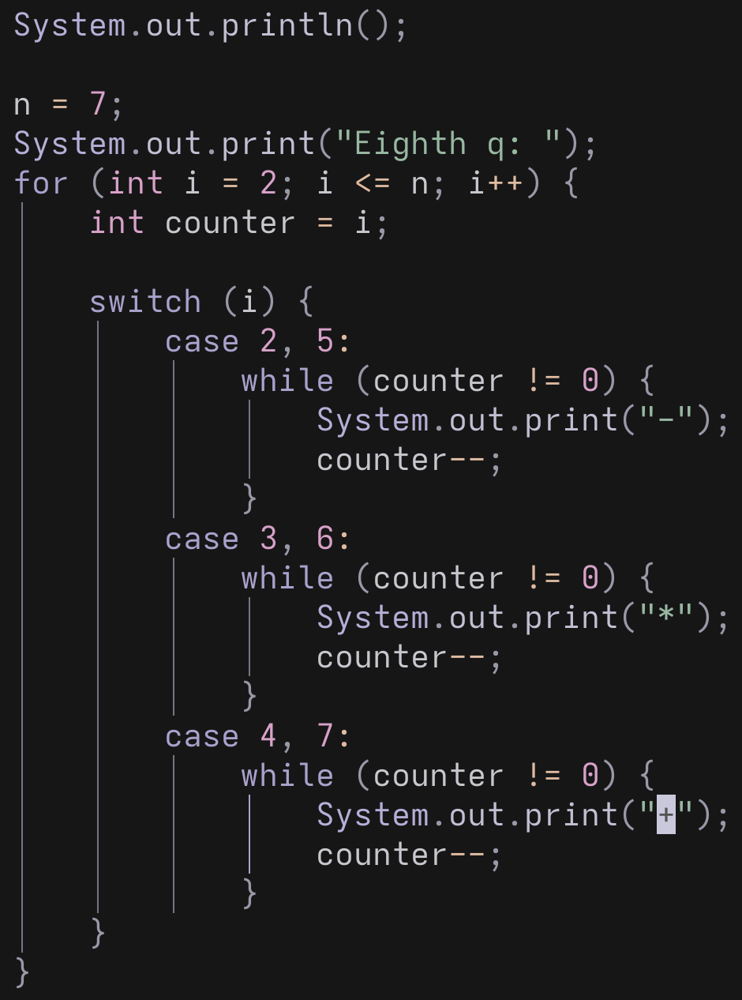 System.out.println();

n = 7;
System.out.print("Eighth q: ");
for (int i = 2; i <= n; i++) {
    int counter = i;

    switch (i) {
        case 2, 5:
            while (counter != 0) {
                System.out.print("-");
                counter--;
            }
        case 3, 6:
            while (counter != 0) {
                System.out.print("*");
                counter--;
            }
        case 4, 7:
            while (counter != 0) {
                System.out.print("+");
                counter--;
            }
    }
}